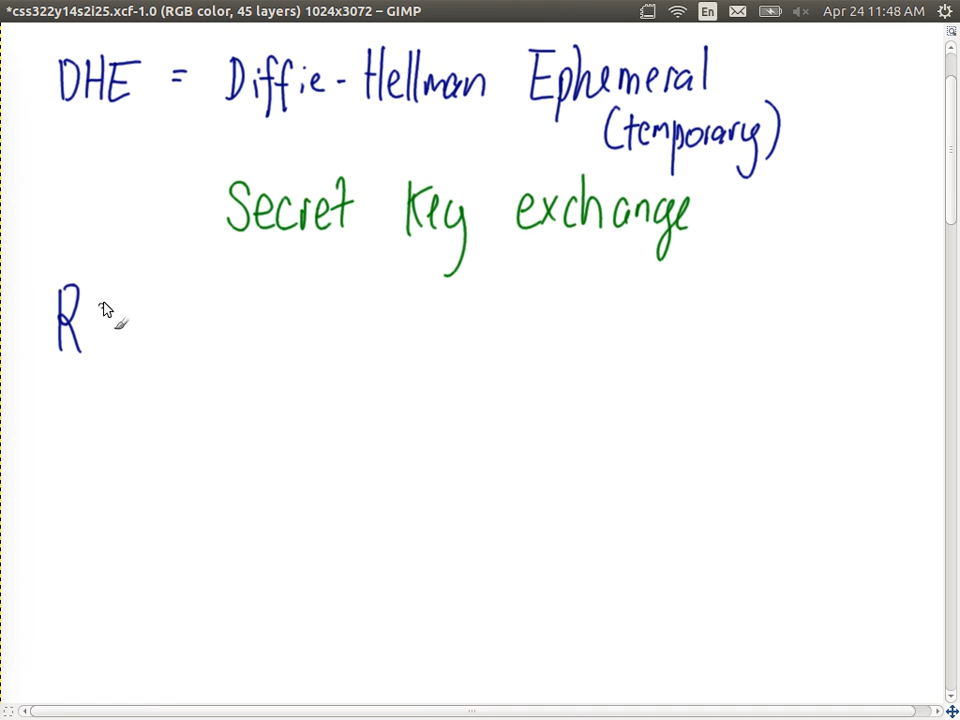 *css322y14s2i25.xcf-1.0 (RGB color, 45 layers) 1024x3072 – GIMP
En
Apr 24 11:48 AM
DHE = Diffie-Hellman Ephemeral
(temporary)
Secret Key exchange
R